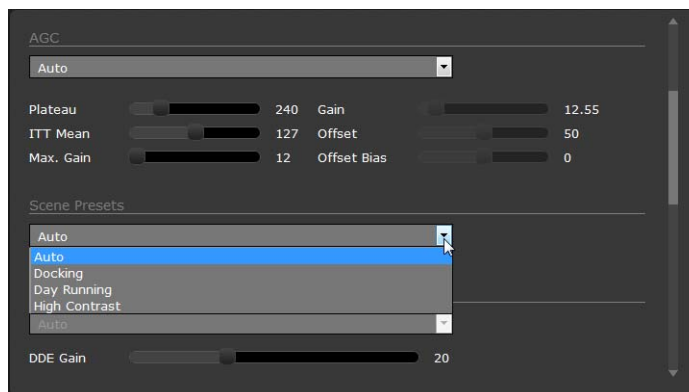 AGC
Auto
Plateau 240 Gain 12.55
ITT Mean 127 Offset 50
Max. Gain 12 Offset Bias 0
Scene Presets
Auto
Auto
Docking
Day Running
High Contrast
Auto
DDE Gain 20